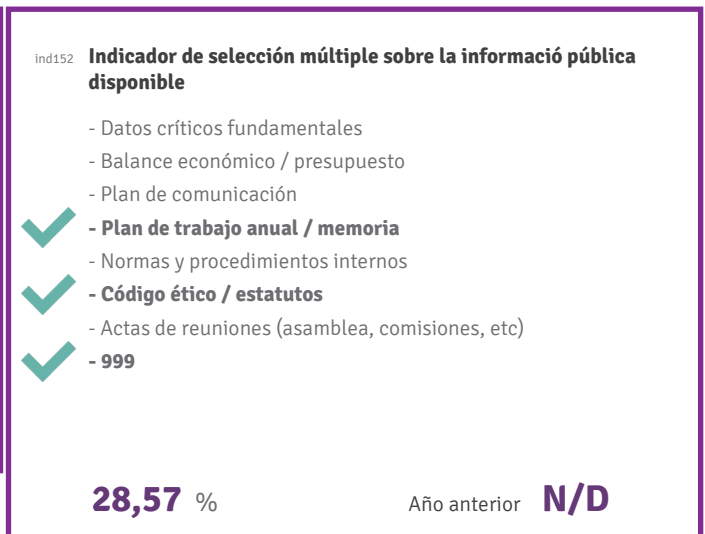 ind152 Indicador de selección múltiple sobre la informació pública
disponible
- Datos críticos fundamentales
- Balance económico / presupuesto
- Plan de comunicación
- Plan de trabajo anual / memoria
- Normas y procedimientos internos
- Código ético / estatutos
- Actas de reuniones (asamblea, comisiones, etc)
- 999
28,57 % Año anterior N/D